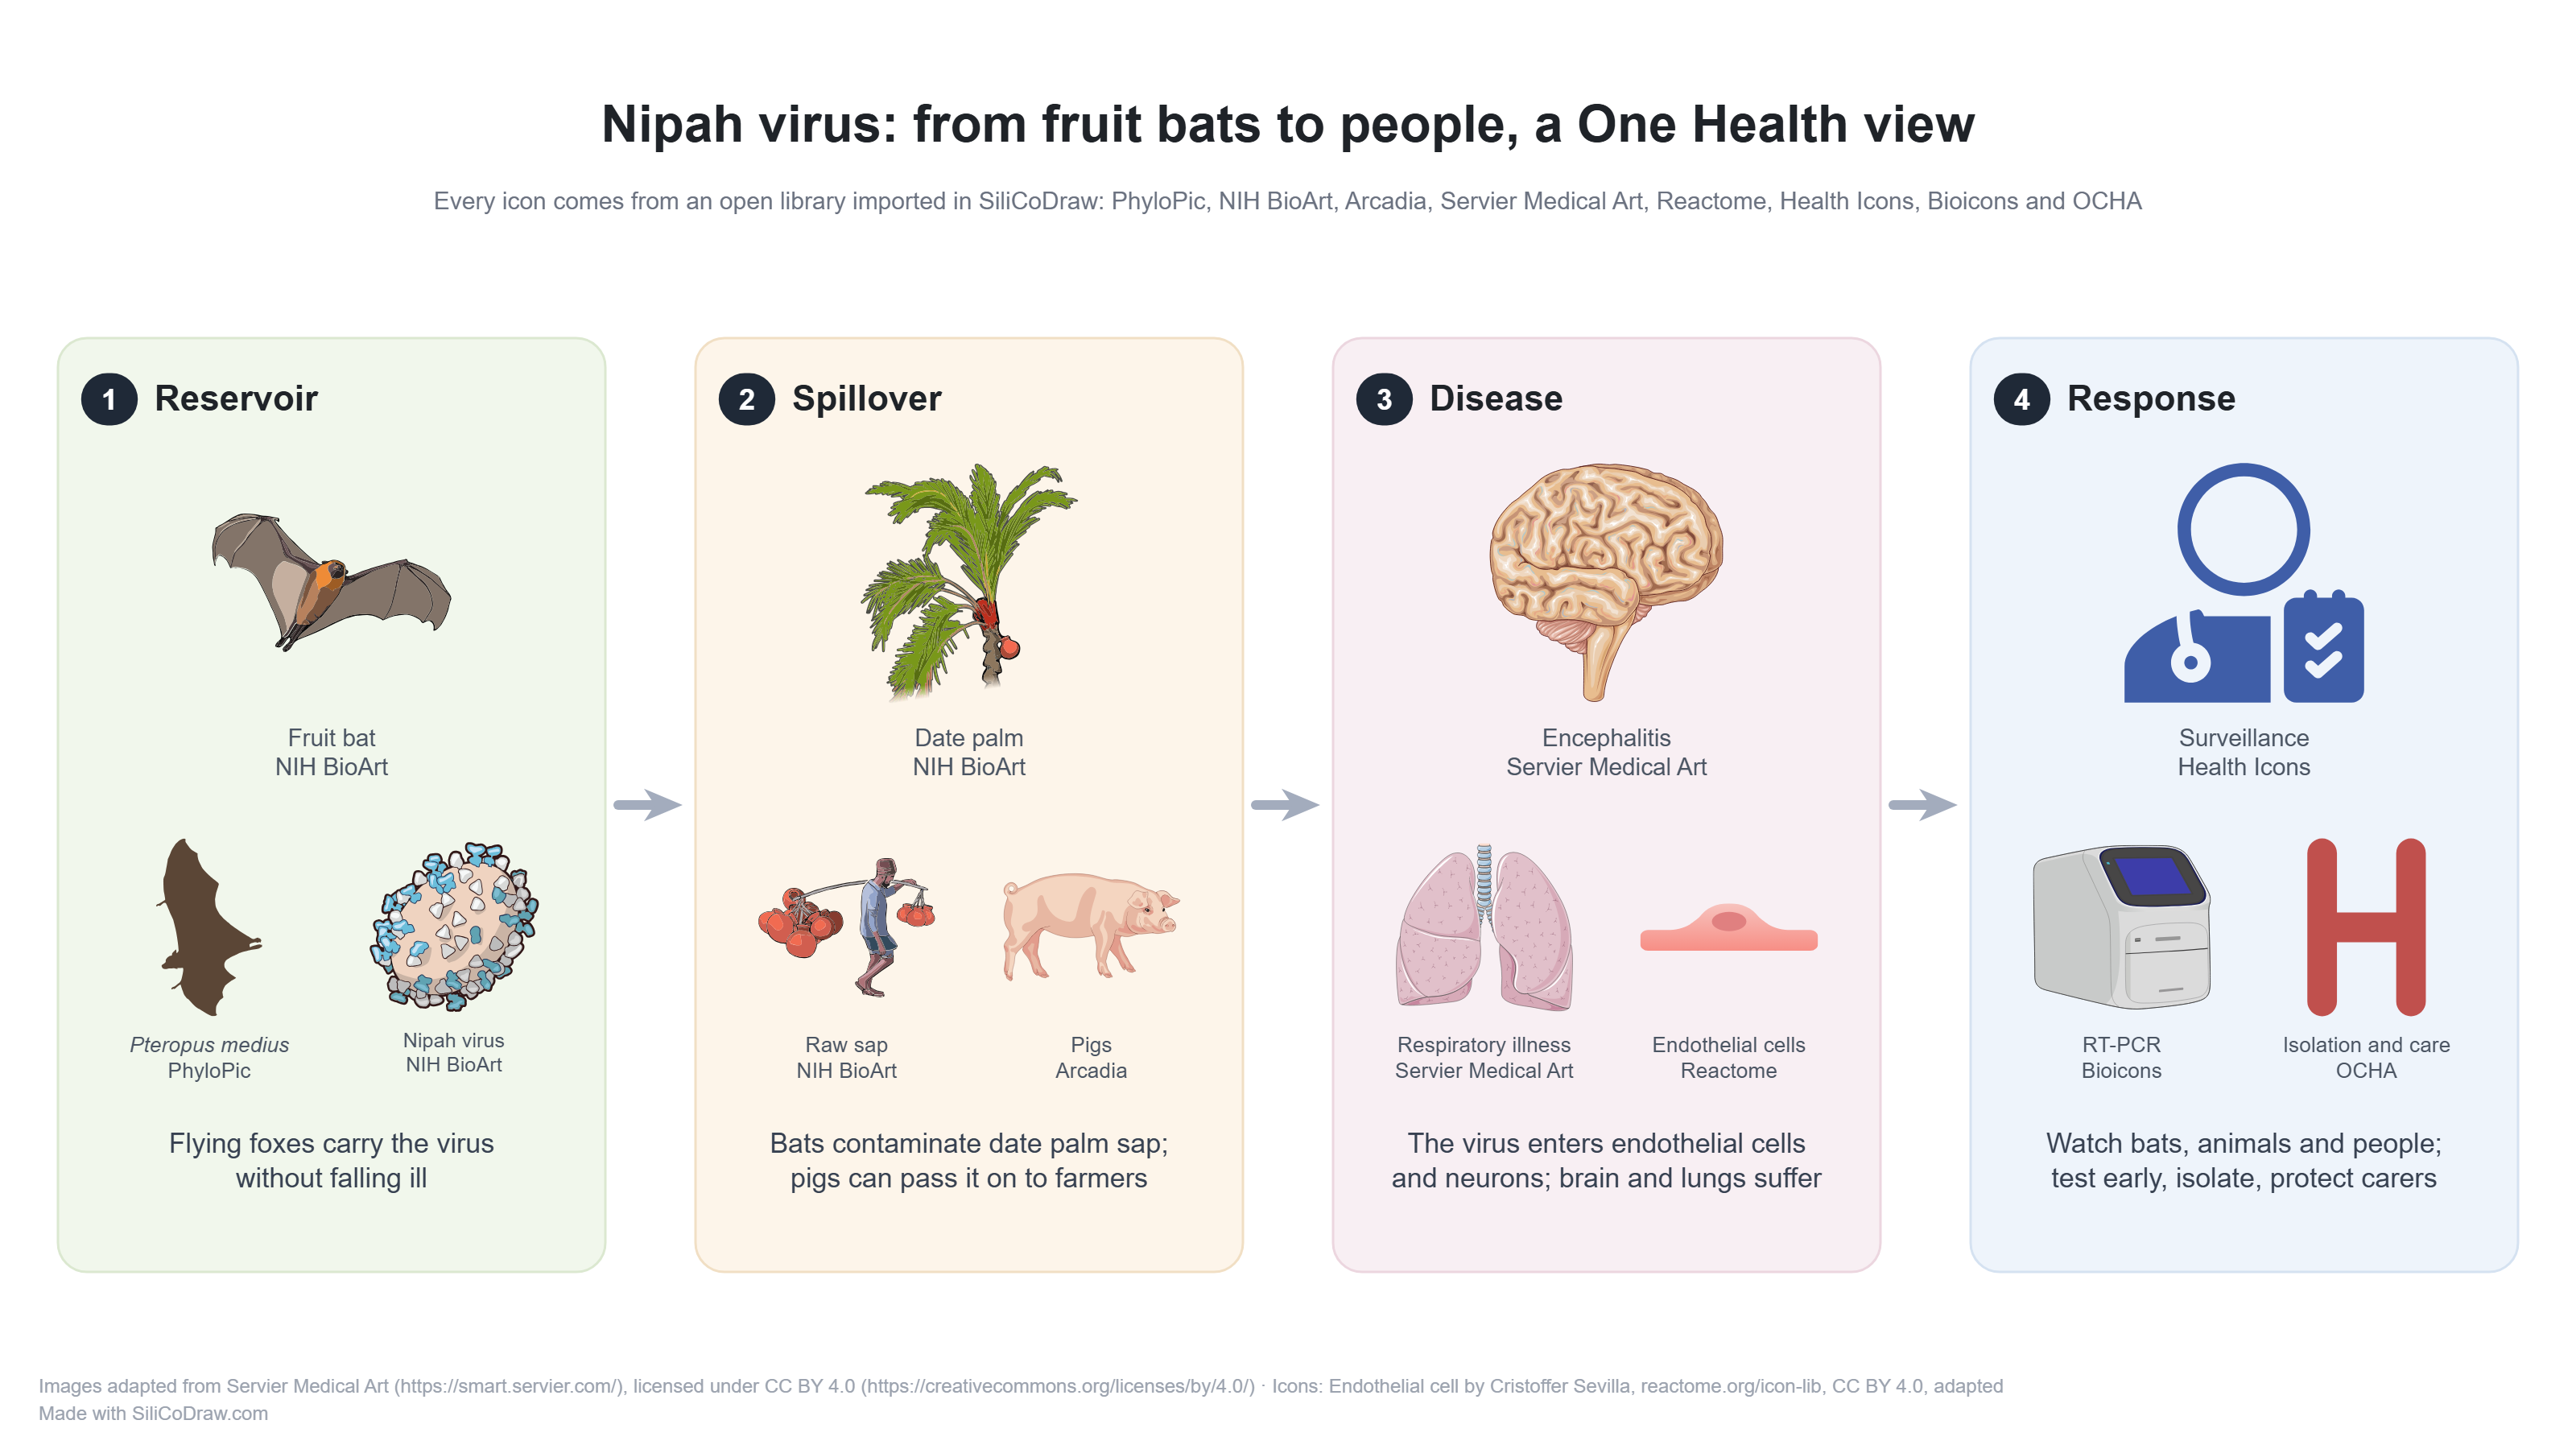 Nipah virus: from fruit bats to people, a One Health view
Every icon comes from an open library imported in SiliCoDraw: PhyloPic, NIH BioArt, Arcadia, Servier Medical Art, Reactome, Health Icons, Bioicons and OCHA
1 Reservoir
Fruit bat
NIH BioArt
Pteropus medius
PhyloPic
Nipah virus
NIH BioArt
Flying foxes carry the virus
without falling ill
2 Spillover
Date palm
NIH BioArt
Raw sap
NIH BioArt
Pigs
Arcadia
Bats contaminate date palm sap;
pigs can pass it on to farmers
3 Disease
Encephalitis
Servier Medical Art
Respiratory illness
Servier Medical Art
Endothelial cells
Reactome
The virus enters endothelial cells
and neurons; brain and lungs suffer
4 Response
Surveillance
Health Icons
RT-PCR
Bioicons
H
Isolation and care
OCHA
Watch bats, animals and people;
test early, isolate, protect carers
Images adapted from Servier Medical Art (https://smart.servier.com/), licensed under CC BY 4.0 (https://creativecommons.org/licenses/by/4.0/) · Icons: Endothelial cell by Cristoffer Sevilla, reactome.org/icon-lib, CC BY 4.0, adapted
Made with SiliCoDraw.com